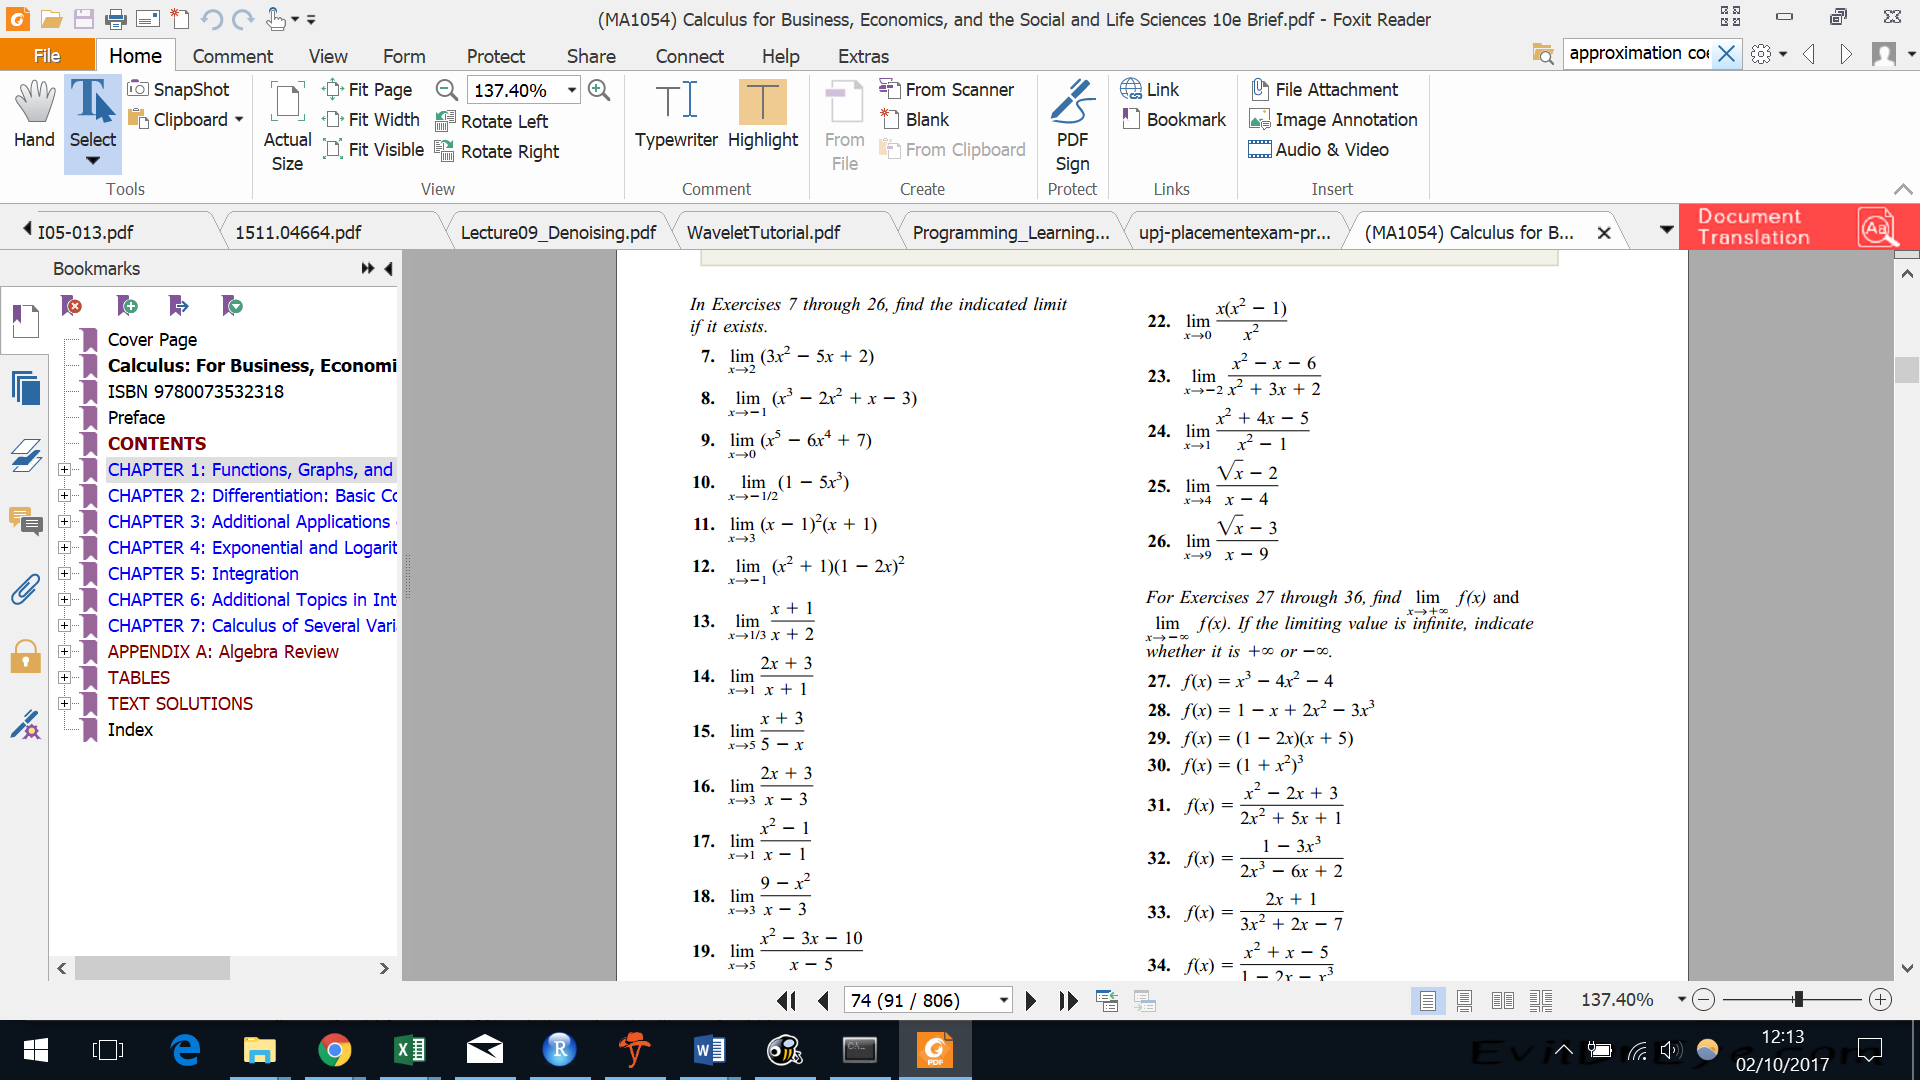 (MA1054) Calculus for Business, Economics, and the Social and Life Sciences 10e Brief.pdf - Foxit Reader
File Home Comment View Form Protect Share Connect Help Extras
approximation coe
Hand
Select
SnapShot
Clipboard
Tools
Actual Size
Fit Page
Fit Width
Fit Visible
137.40%
Rotate Left
Rotate Right
View
Typewriter
Highlight
Comment
From File
From Scanner
Blank
From Clipboard
Create
PDF Sign
Protect
Link
Bookmark
Links
File Attachment
Image Annotation
Audio & Video
Insert
I05-013.pdf
1511.04664.pdf
Lecture09_Denoising.pdf
WaveletTutorial.pdf
Programming_Learning...
upj-placementexam-pr...
(MA1054) Calculus for B...
Document
Translation
Bookmarks
Cover Page
Calculus: For Business, Economi
ISBN 9780073532318
Preface
CONTENTS
CHAPTER 1: Functions, Graphs, and
CHAPTER 2: Differentiation: Basic Co
CHAPTER 3: Additional Applications
CHAPTER 4: Exponential and Logarit
CHAPTER 5: Integration
CHAPTER 6: Additional Topics in Int
CHAPTER 7: Calculus of Several Vari
APPENDIX A: Algebra Review
TABLES
TEXT SOLUTIONS
Index
In Exercises 7 through 26, find the indicated limit
if it exists.
7. lim x→2 (3x² − 5x + 2)
8. lim x→−1 (x³ − 2x² + x − 3)
9. lim x→0 (x⁵ − 6x⁴ + 7)
10. lim x→−1/2 (1 − 5x³)
11. lim x→3 (x − 1)²(x + 1)
12. lim x→−1 (x² + 1)(1 − 2x)²
13. lim x→1/3 (x + 1)/(x + 2)
14. lim x→1 (2x + 3)/(x + 1)
15. lim x→5 (x + 3)/(5 − x)
16. lim x→3 (2x + 3)/(x − 3)
17. lim x→1 (x² − 1)/(x − 1)
18. lim x→3 (9 − x²)/(x − 3)
19. lim x→5 (x² − 3x − 10)/(x − 5)
22. lim x→0 x(x² − 1)/x²
23. lim x→−2 (x² − x − 6)/(x² + 3x + 2)
24. lim x→1 (x² + 4x − 5)/(x² − 1)
25. lim x→4 (√x − 2)/(x − 4)
26. lim x→9 (√x − 3)/(x − 9)
For Exercises 27 through 36, find lim x→+∞ f(x) and
lim x→−∞ f(x). If the limiting value is infinite, indicate
whether it is +∞ or −∞.
27. f(x) = x³ − 4x² − 4
28. f(x) = 1 − x + 2x² − 3x³
29. f(x) = (1 − 2x)(x + 5)
30. f(x) = (1 + x²)³
31. f(x) = (x² − 2x + 3)/(2x² + 5x + 1)
32. f(x) = (1 − 3x³)/(2x³ − 6x + 2)
33. f(x) = (2x + 1)/(3x² + 2x − 7)
34. f(x) = (x² + x − 5)/(1 − 2x − x³)
74 (91 / 806)
137.40%
12:13
02/10/2017